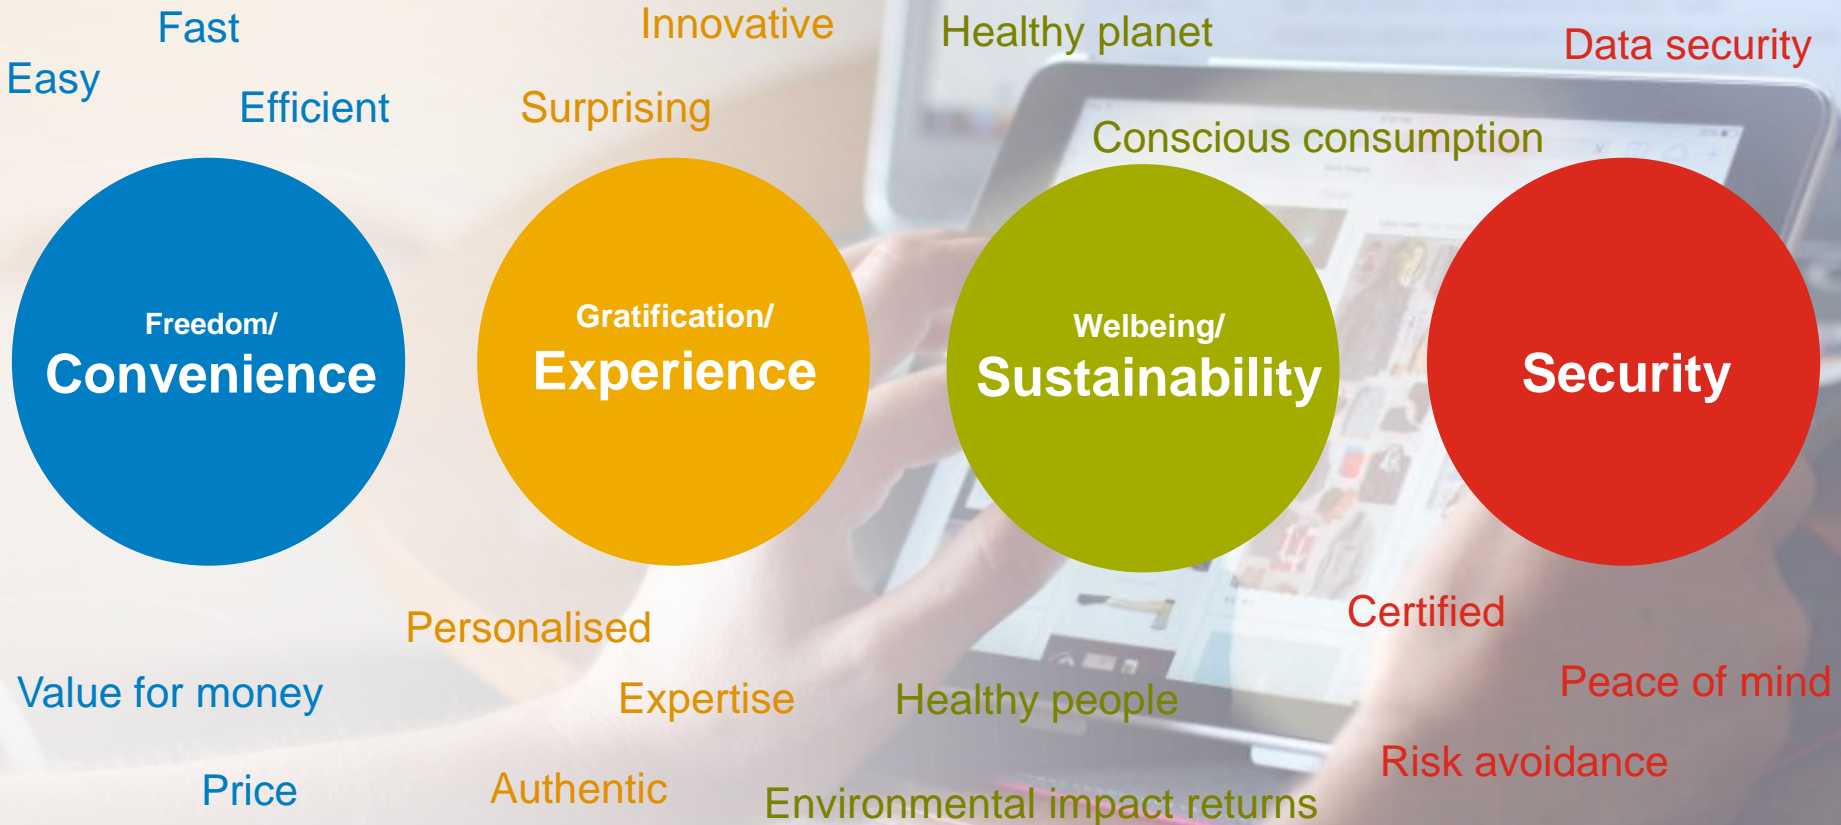 Fast
Innovative
Healthy planet
Data security
Easy
Efficient
Surprising
Conscious consumption
Freedom/
Convenience
Gratification/
Experience
Welbeing/
Sustainability
Security
Personalised
Certified
Value for money
Expertise
Healthy people
Peace of mind
Price
Authentic
Environmental impact returns
Risk avoidance